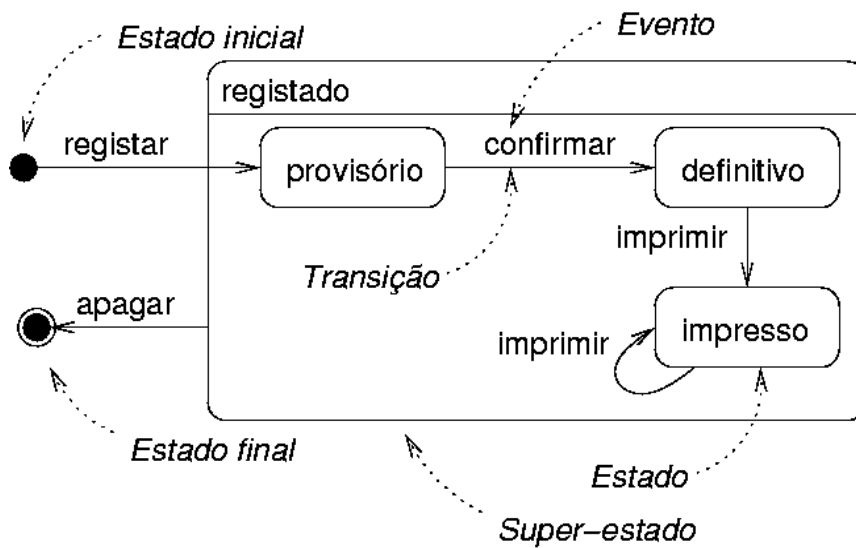 Estado inicial
Evento
registado
registar
confirmar
provisório
definitivo
imprimir
Transição
apagar
imprimir
impresso
Estado final
Estado
Super-estado